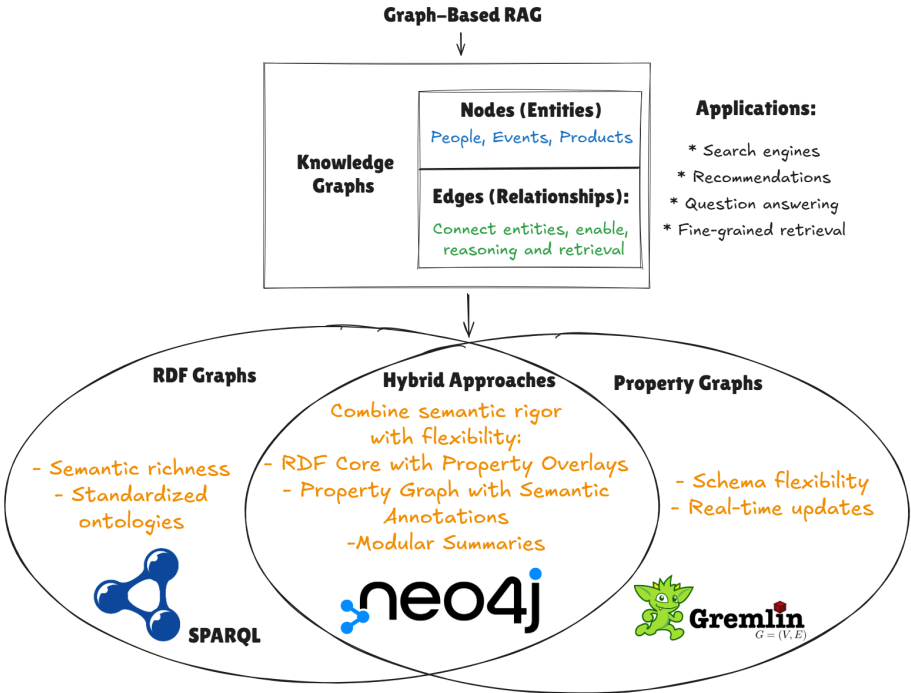 Graph-Based RAG
Knowledge
Graphs
Nodes (Entities)
People, Events, Products
Edges (Relationships):
Connect entities, enable,
reasoning and retrieval
Applications:
* Search engines
* Recommendations
* Question answering
* Fine-grained retrieval
RDF Graphs
- Semantic richness
- Standardized
ontologies
SPARQL
Hybrid Approaches
Combine semantic rigor
with flexibility:
- RDF Core with Property Overlays
- Property Graph with Semantic
Annotations
-Modular Summaries
neo4j
Property Graphs
- Schema flexibility
- Real-time updates
Gremlin
G = (V, E)